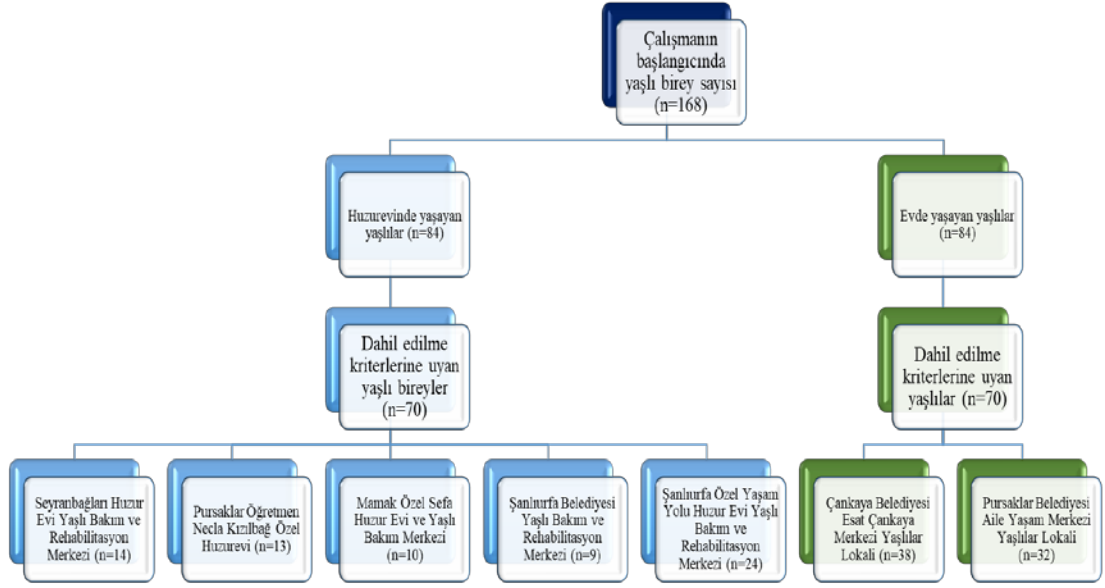 Çalışmanın
başlangıcında
yaşlı birey sayısı
(n=168)
Huzurevinde yaşayan
yaşlılar (n=84)
Evde yaşayan yaşlılar
(n=84)
Dahil edilme
kriterlerine uyan
yaşlı bireyler
(n=70)
Dahil edilme
kriterlerine uyan
yaşlılar (n=70)
Seyranbağları Huzur
Evi Yaşlı Bakım ve
Rehabilitasyon
Merkezi (n=14)
Pursaklar Öğretmen
Necla Kızılbağ Özel
Huzurevi (n=13)
Mamak Özel Sefa
Huzur Evi ve Yaşlı
Bakım Merkezi
(n=10)
Şanlıurfa Belediyesi
Yaşlı Bakım ve
Rehabilitasyon
Merkezi (n=9)
Şanlıurfa Özel Yaşam
Yolu Huzur Evi Yaşlı
Bakım ve
Rehabilitasyon
Merkezi (n=24)
Çankaya Belediyesi
Esat Çankaya
Merkezi Yaşlılar
Lokali (n=38)
Pursaklar Belediyesi
Aile Yaşam Merkezi
Yaşlılar Lokali
(n=32)